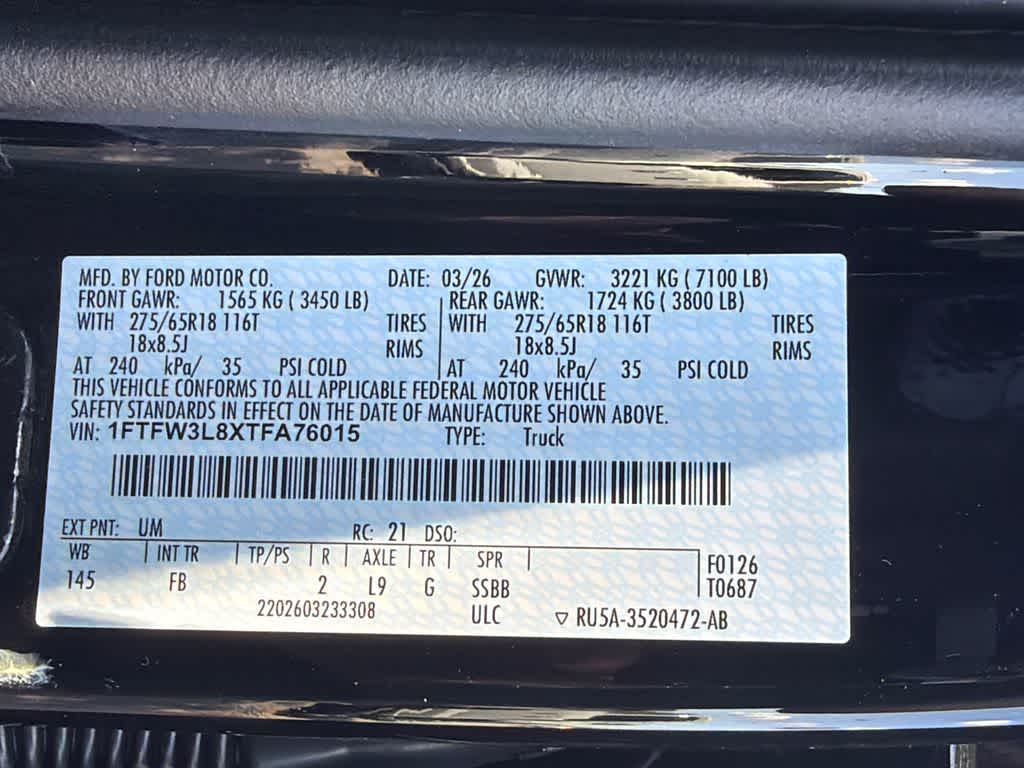 MFD. BY FORD MOTOR CO. DATE: 03/26 GVWR: 3221 KG ( 7100 LB)
FRONT GAWR: 1565 KG ( 3450 LB) REAR GAWR: 1724 KG ( 3800 LB)
WITH 275/65R18 116T TIRES WITH 275/65R18 116T TIRES
18x8.5J RIMS 18x8.5J RIMS
AT 240 kPa/ 35 PSI COLD AT 240 kPa/ 35 PSI COLD
THIS VEHICLE CONFORMS TO ALL APPLICABLE FEDERAL MOTOR VEHICLE
SAFETY STANDARDS IN EFFECT ON THE DATE OF MANUFACTURE SHOWN ABOVE.
VIN: 1FTFW3L8XTFA76015 TYPE: Truck
EXT PNT: UM RC: 21 DSO:
WB INT TR TP/PS R AXLE TR SPR F0126
145 FB 2 L9 G SSBB T0687
2202603233308 ULC ▽ RU5A-3520472-AB